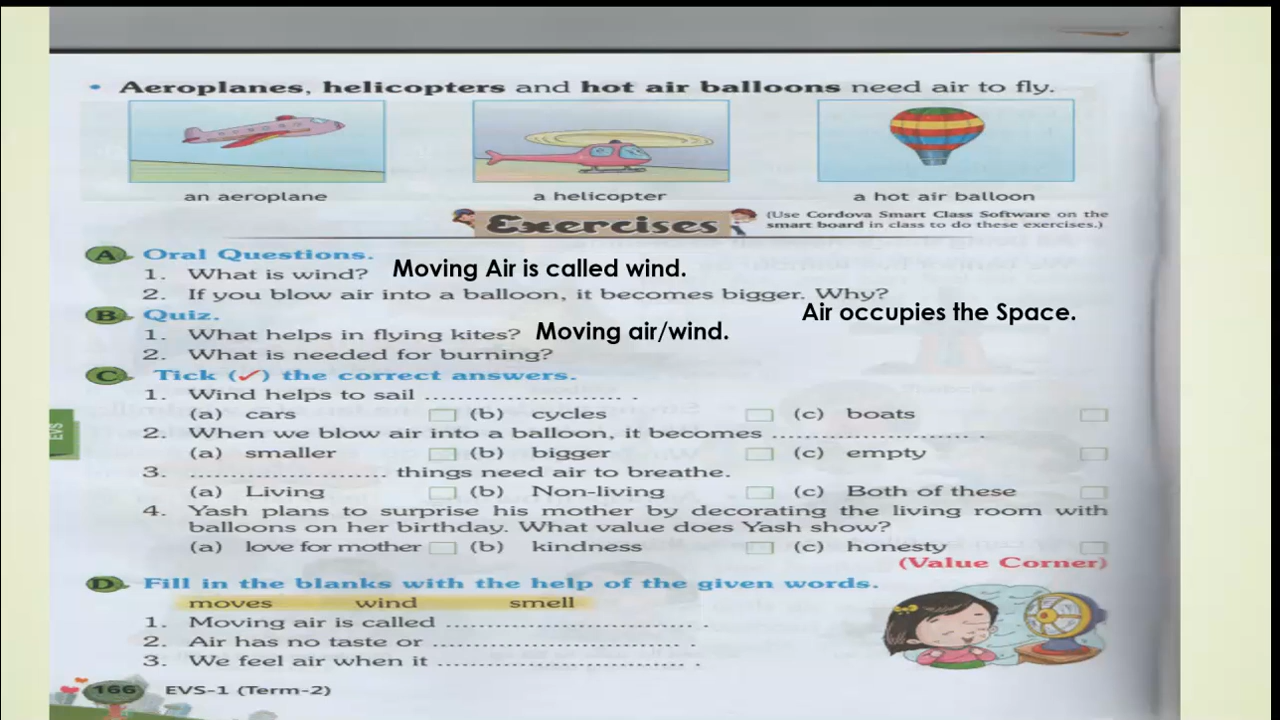 • Aeroplanes, helicopters and hot air balloons need air to fly.
an aeroplane a helicopter a hot air balloon
Exercises
(Use Cordova Smart Class Software on the
smart board in class to do these exercises.)
A Oral Questions.
1. What is wind? Moving Air is called wind.
2. If you blow air into a balloon, it becomes bigger. Why?
Air occupies the Space.
B Quiz.
1. What helps in flying kites? Moving air/wind.
2. What is needed for burning?
C Tick (✓) the correct answers.
1. Wind helps to sail .............................. .
(a) cars (b) cycles (c) boats
2. When we blow air into a balloon, it becomes .............................. .
(a) smaller (b) bigger (c) empty
3. .............................. things need air to breathe.
(a) Living (b) Non-living (c) Both of these
4. Yash plans to surprise his mother by decorating the living room with
balloons on her birthday. What value does Yash show?
(a) love for mother (b) kindness (c) honesty
(Value Corner)
D Fill in the blanks with the help of the given words.
moves wind smell
1. Moving air is called .............................. .
2. Air has no taste or .............................. .
3. We feel air when it .............................. .
EVS
166 EVS-1 (Term-2)